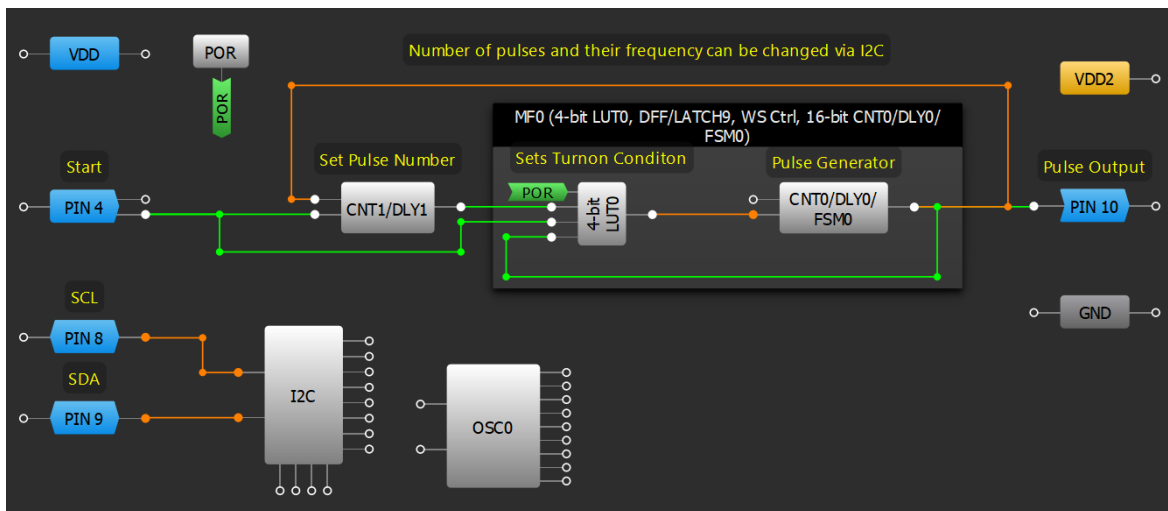 Number of pulses and their frequency can be changed via I2C
VDD
POR
POR
VDD2
MF0 (4-bit LUT0, DFF/LATCH9, WS Ctrl, 16-bit CNT0/DLY0/
FSM0)
Start
Set Pulse Number
Sets Turnon Conditon
Pulse Generator
Pulse Output
PIN 4
CNT1/DLY1
POR
4-bit
LUT0
CNT0/DLY0/
FSM0
PIN 10
SCL
PIN 8
GND
SDA
PIN 9
I2C
OSC0